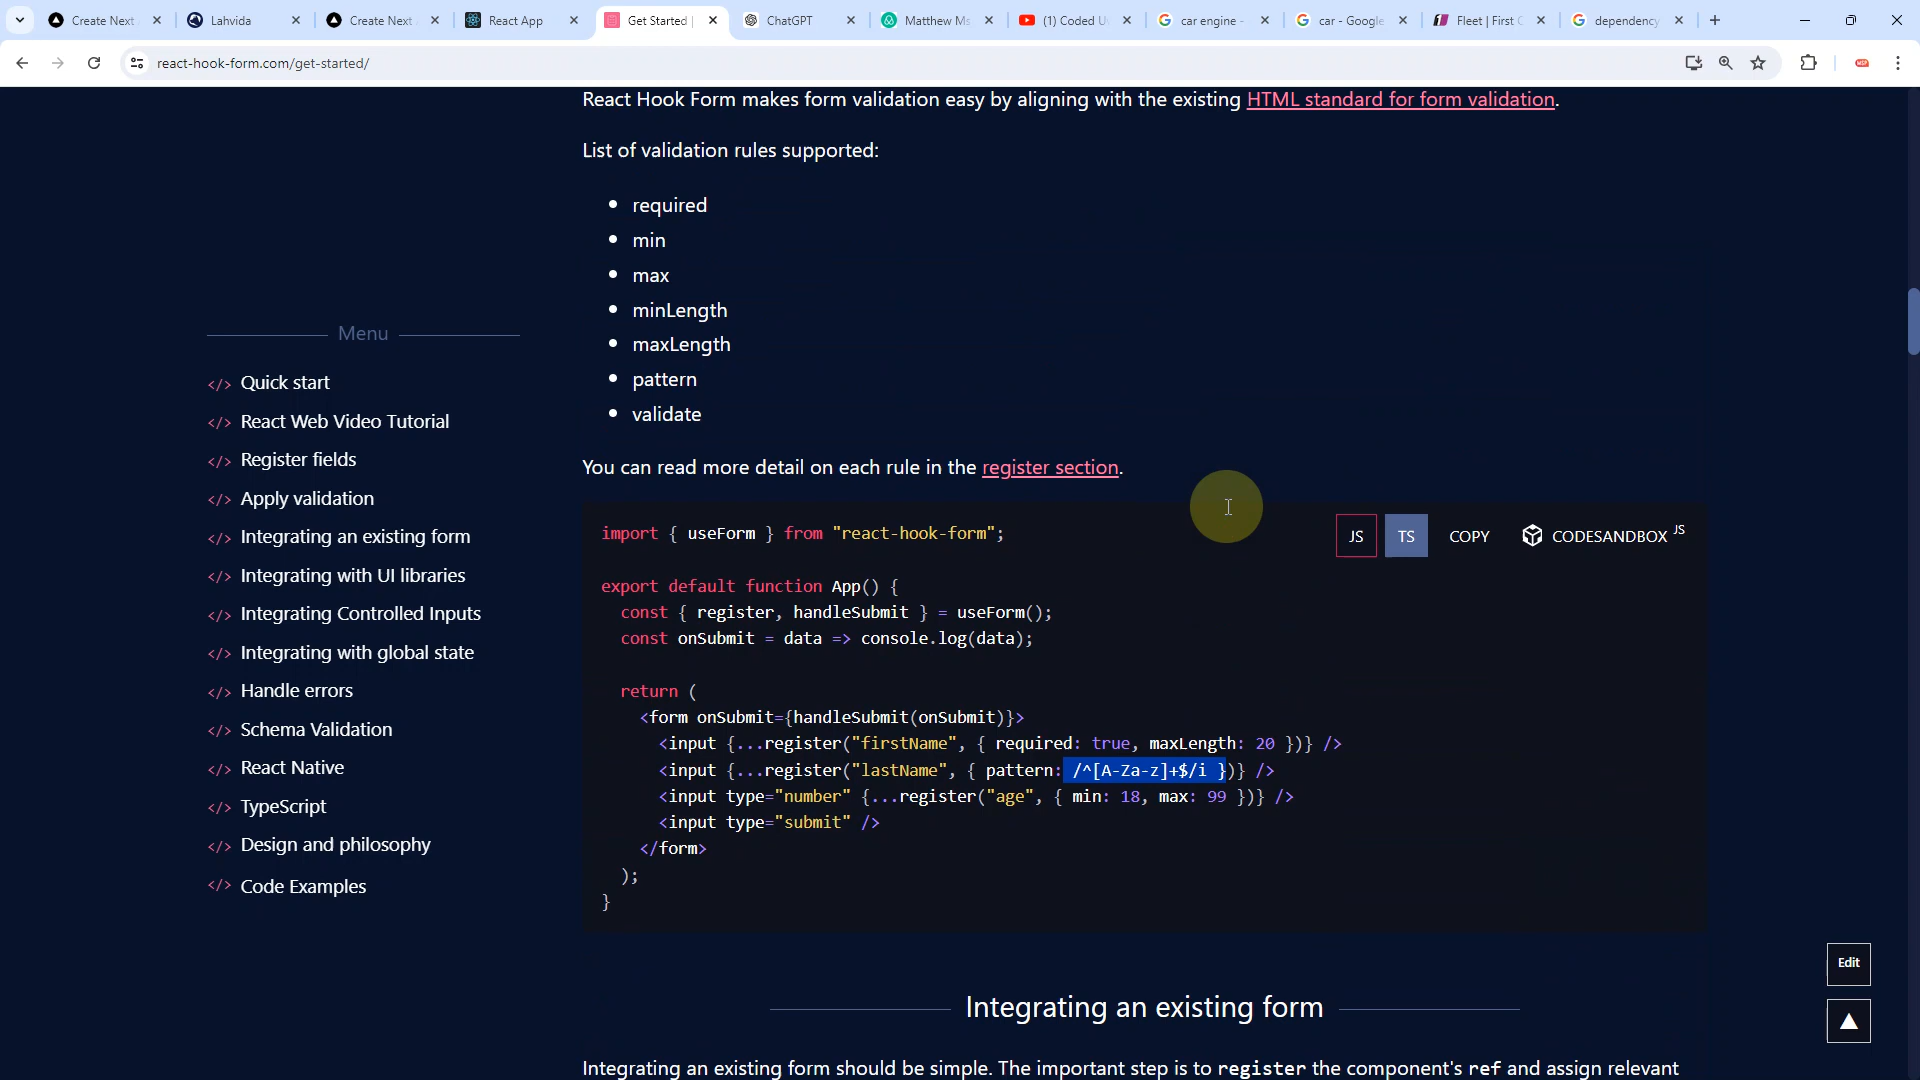 Create Next
Lahvida
Create Next
React App
Get Started |
ChatGPT
Matthew Ms
(1) Coded U
car engine -
car - Google
Fleet | First C
dependency
react-hook-form.com/get-started/
React Hook Form makes form validation easy by aligning with the existing HTML standard for form validation.
List of validation rules supported:
required
min
max
minLength
maxLength
pattern
validate
You can read more detail on each rule in the register section.
Menu
</> Quick start
</> React Web Video Tutorial
</> Register fields
</> Apply validation
</> Integrating an existing form
</> Integrating with UI libraries
</> Integrating Controlled Inputs
</> Integrating with global state
</> Handle errors
</> Schema Validation
</> React Native
</> TypeScript
</> Design and philosophy
</> Code Examples
JS TS COPY CODESANDBOX JS
import { useForm } from "react-hook-form";
export default function App() {
const { register, handleSubmit } = useForm();
const onSubmit = data => console.log(data);
return (
<form onSubmit={handleSubmit(onSubmit)}>
<input {...register("firstName", { required: true, maxLength: 20 })} />
<input {...register("lastName", { pattern: /^[A-Za-z]+$/i })} />
<input type="number" {...register("age", { min: 18, max: 99 })} />
<input type="submit" />
</form>
);
}
Edit
Integrating an existing form
Integrating an existing form should be simple. The important step is to register the component's ref and assign relevant